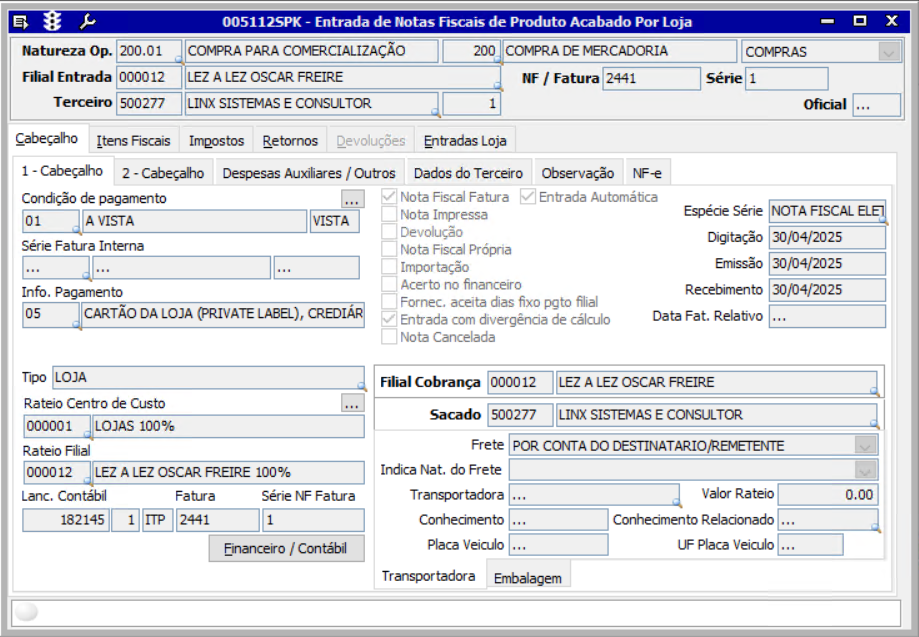 005112SPK - Entrada de Notas Fiscais de Produto Acabado Por Loja
Natureza Op. 200.01 COMPRA PARA COMERCIALIZAÇÃO 200 COMPRA DE MERCADORIA COMPRAS
Filial Entrada 000012 LEZ A LEZ OSCAR FREIRE NF / Fatura 2441 Série 1
Terceiro 500277 LINX SISTEMAS E CONSULTOR 1 Oficial ...
Cabeçalho Itens Fiscais Impostos Retornos Devoluções Entradas Loja
1 - Cabeçalho 2 - Cabeçalho Despesas Auxiliares / Outros Dados do Terceiro Observação NF-e
Condição de pagamento ...
01 A VISTA VISTA
Série Fatura Interna
... ... ...
Info. Pagamento
05 CARTÃO DA LOJA (PRIVATE LABEL), CREDIÁR
Nota Fiscal Fatura Entrada Automática
Nota Impressa
Devolução
Nota Fiscal Própria
Importação
Acerto no financeiro
Fornec. aceita dias fixo pgto filial
Entrada com divergência de cálculo
Nota Cancelada
Espécie Série NOTA FISCAL ELET
Digitação 30/04/2025
Emissão 30/04/2025
Recebimento 30/04/2025
Data Fat. Relativo ...
Tipo LOJA
Rateio Centro de Custo ...
000001 LOJAS 100%
Rateio Filial
000012 LEZ A LEZ OSCAR FREIRE 100%
Lanc. Contábil Fatura Série NF Fatura
182145 1 ITP 2441 1
Financeiro / Contábil
Filial Cobrança 000012 LEZ A LEZ OSCAR FREIRE
Sacado 500277 LINX SISTEMAS E CONSULTOR
Frete POR CONTA DO DESTINATARIO/REMETENTE
Indica Nat. do Frete
Transportadora ... Valor Rateio 0.00
Conhecimento ... Conhecimento Relacionado ...
Placa Veiculo ... UF Placa Veiculo ...
Transportadora Embalagem